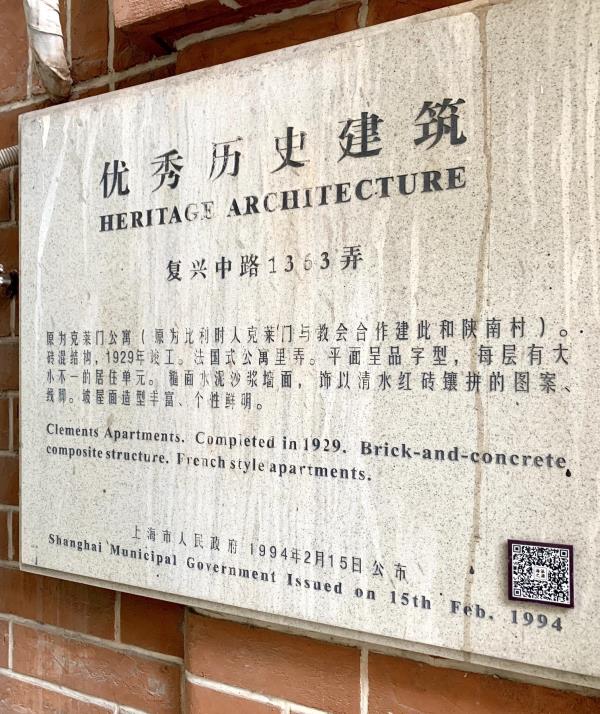 优秀历史建筑
HERITAGE ARCHITECTURE
复兴中路1363弄
原为克莱门公寓（原为比利时人克莱门与教会合作建此和陕南村）。
砖混结构，1929年竣工。法国式公寓里弄。平面呈品字型，每层有大
小不一的居住单元。糙面水泥沙浆墙面，饰以清水红砖镶拼的图案、
线脚。坡屋面造型丰富、个性鲜明。
Clements Apartments. Completed in 1929. Brick-and-concrete
composite structure. French style apartments.
上海市人民政府 1994年2月15日公布
Shanghai Municipal Government Issued on 15th Feb. 1994